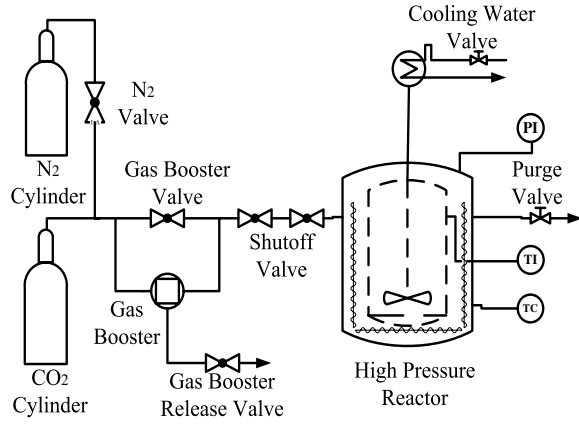 Cooling Water
Valve
N2
Valve
PI
N2
Cylinder
Gas Booster
Valve
Purge
Valve
Shutoff
Valve
TI
Gas
Booster
TC
CO2
Cylinder
Gas Booster
Release Valve
High Pressure
Reactor